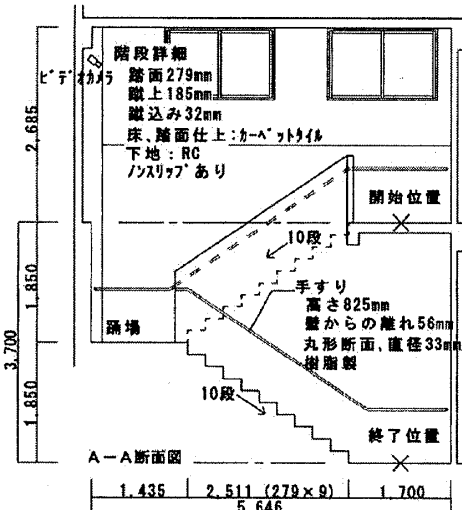 階段詳細
ビデオカメラ
踏面279mm
蹴上185mm
蹴込み32mm
床、踏面仕上:カーペットタイル
下地:RC
ノンスリップあり
2,685
開始位置
10段
手すり
高さ825mm
壁からの離れ56mm
丸形断面、直径33mm
樹脂製
1,850
踊場
3,700
10段
1,850
終了位置
A-A断面図
1,435
2,511 (279×9)
1,700
5,646